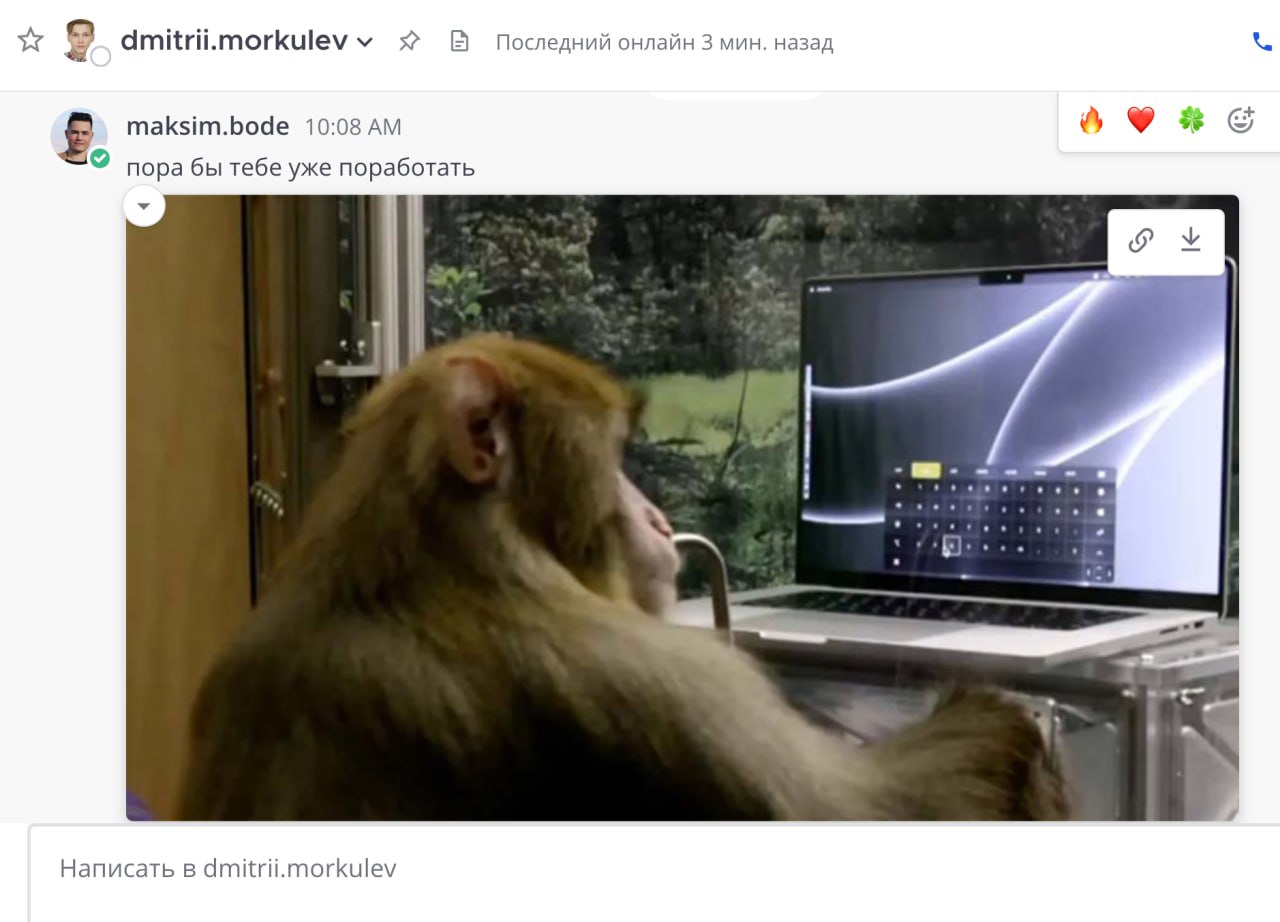 dmitrii.morkulev
Последний онлайн 3 мин. назад
maksim.bode 10:08 AM
пора бы тебе уже поработать
Написать в dmitrii.morkulev